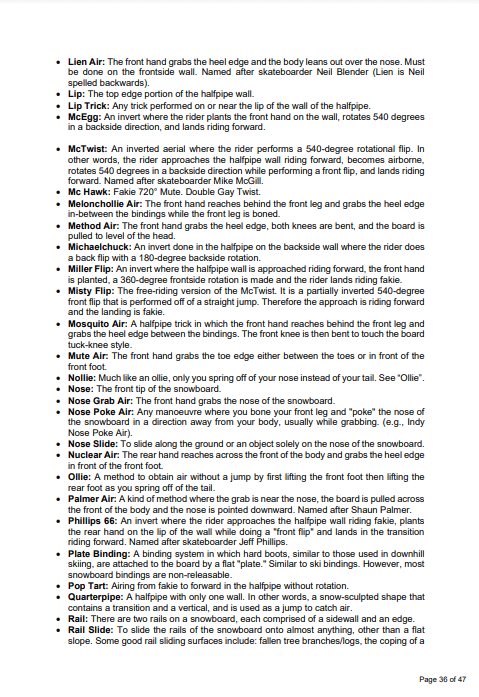 • Lien Air: The front hand grabs the heel edge and the body leans out over the nose. Must
be done on the frontside wall. Named after skateboarder Neil Blender (Lien is Neil
spelled backwards).
• Lip: The top edge portion of the halfpipe wall.
• Lip Trick: Any trick performed on or near the lip of the wall of the halfpipe.
• McEgg: An invert where the rider plants the front hand on the wall, rotates 540 degrees
in a backside direction, and lands riding forward.
• McTwist: An inverted aerial where the rider performs a 540-degree rotational flip. In
other words, the rider approaches the halfpipe wall riding forward, becomes airborne,
rotates 540 degrees in a backside direction while performing a front flip, and lands riding
forward. Named after skateboarder Mike McGill.
• Mc Hawk: Fakie 720° Mute. Double Gay Twist.
• Melonchollie Air: The front hand reaches behind the front leg and grabs the heel edge
in-between the bindings while the front leg is boned.
• Method Air: The front hand grabs the heel edge, both knees are bent, and the board is
pulled to level of the head.
• Michaelchuck: An invert done in the halfpipe on the backside wall where the rider does
a back flip with a 180-degree backside rotation.
• Miller Flip: An invert where the halfpipe wall is approached riding forward, the front hand
is planted, a 360-degree frontside rotation is made and the rider lands riding fakie.
• Misty Flip: The free-riding version of the McTwist. It is a partially inverted 540-degree
front flip that is performed off of a straight jump. Therefore the approach is riding forward
and the landing is fakie.
• Mosquito Air: A halfpipe trick in which the front hand reaches behind the front leg and
grabs the heel edge between the bindings. The front knee is then bent to touch the board
tuck-knee style.
• Mute Air: The front hand grabs the toe edge either between the toes or in front of the
front foot.
• Nollie: Much like an ollie, only you spring off of your nose instead of your tail. See “Ollie”.
• Nose: The front tip of the snowboard.
• Nose Grab Air: The front hand grabs the nose of the snowboard.
• Nose Poke Air: Any manoeuvre where you bone your front leg and "poke" the nose of
the snowboard in a direction away from your body, usually while grabbing. (e.g., Indy
Nose Poke Air).
• Nose Slide: To slide along the ground or an object solely on the nose of the snowboard.
• Nuclear Air: The rear hand reaches across the front of the body and grabs the heel edge
in front of the front foot.
• Ollie: A method to obtain air without a jump by first lifting the front foot then lifting the
rear foot as you spring off of the tail.
• Palmer Air: A kind of method where the grab is near the nose, the board is pulled across
the front of the body and the nose is pointed downward. Named after Shaun Palmer.
• Phillips 66: An invert where the rider approaches the halfpipe wall riding fakie, plants
the rear hand on the lip of the wall while doing a "front flip" and lands in the transition
riding forward. Named after skateboarder Jeff Phillips.
• Plate Binding: A binding system in which hard boots, similar to those used in downhill
skiing, are attached to the board by a flat "plate." Similar to ski bindings. However, most
snowboard bindings are non-releasable.
• Pop Tart: Airing from fakie to forward in the halfpipe without rotation.
• Quarterpipe: A halfpipe with only one wall. In other words, a snow-sculpted shape that
contains a transition and a vertical, and is used as a jump to catch air.
• Rail: There are two rails on a snowboard, each comprised of a sidewall and an edge.
• Rail Slide: To slide the rails of the snowboard onto almost anything, other than a flat
slope. Some good rail sliding surfaces include: fallen tree branches/logs, the coping of a
Page 36 of 47